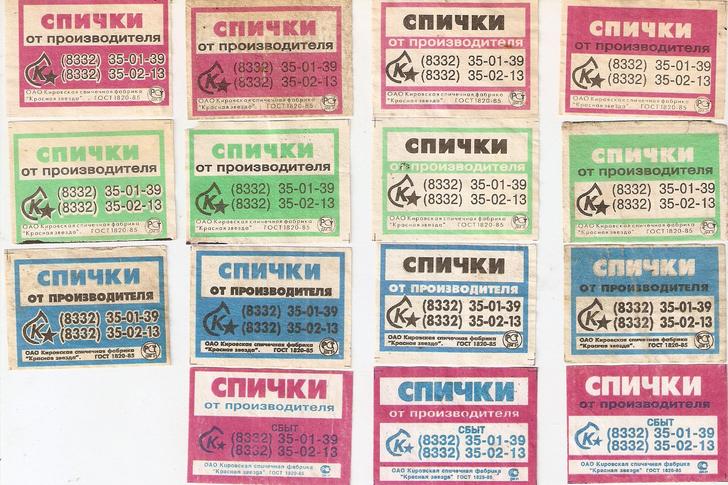 СПИЧКИ
от производителя
К (8332) 35-01-39
(8332) 35-02-13
ОАО Кировская спичечная фабрика
"Красная звезда". ГОСТ 1820-85
СПИЧКИ
от производителя
К (8332) 35-01-39
(8332) 35-02-13
ОАО Кировская спичечная фабрика
"Красная звезда". ГОСТ 1820-85
СПИЧКИ
от производителя
К (8332) 35-01-39
(8332) 35-02-13
ОАО Кировская спичечная фабрика
"Красная звезда". ГОСТ 1820-85
СПИЧКИ
от производителя
К (8332) 35-01-39
(8332) 35-02-13
ОАО Кировская спичечная фабрика
"Красная звезда". ГОСТ 1820-85
СПИЧКИ
от производителя
К (8332) 35-01-39
(8332) 35-02-13
ОАО Кировская спичечная фабрика
"Красная звезда". ГОСТ 1820-85
СПИЧКИ
от производителя
К (8332) 35-01-39
(8332) 35-02-13
ОАО Кировская спичечная фабрика
"Красная звезда". ГОСТ 1820-85
СПИЧКИ
от производителя
К (8332) 35-01-39
(8332) 35-02-13
ОАО Кировская спичечная фабрика
"Красная звезда". ГОСТ 1820-85
СПИЧКИ
от производителя
К (8332) 35-01-39
(8332) 35-02-13
ОАО Кировская спичечная фабрика
"Красная звезда". ГОСТ 1820-85
СПИЧКИ
от производителя
К (8332) 35-01-39
(8332) 35-02-13
ОАО Кировская спичечная фабрика
"Красная звезда". ГОСТ 1820-85
СПИЧКИ
от производителя
К (8332) 35-01-39
(8332) 35-02-13
ОАО Кировская спичечная фабрика
"Красная звезда". ГОСТ 1820-85
СПИЧКИ
от производителя
К (8332) 35-01-39
(8332) 35-02-13
ОАО Кировская спичечная фабрика
"Красная звезда". ГОСТ 1820-85
СПИЧКИ
от производителя
К (8332) 35-01-39
(8332) 35-02-13
ОАО Кировская спичечная фабрика
"Красная звезда". ГОСТ 1820-85
СПИЧКИ
от производителя
СБЫТ
К (8332) 35-01-39
(8332) 35-02-13
ОАО Кировская спичечная фабрика
"Красная звезда" ГОСТ 1820-85
СПИЧКИ
от производителя
СБЫТ
К (8332) 35-01-39
(8332) 35-02-13
ОАО Кировская спичечная фабрика
"Красная звезда" ГОСТ 1820-85
СПИЧКИ
от производителя
СБЫТ
К (8332) 35-01-39
(8332) 35-02-13
ОАО Кировская спичечная фабрика
"Красная звезда" ГОСТ 1820-85